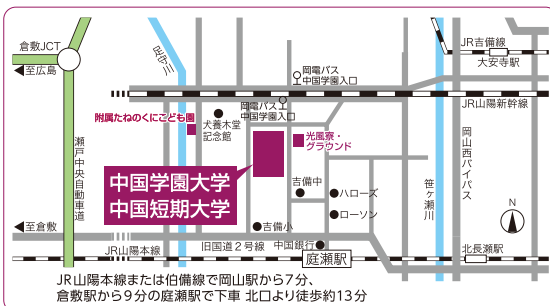 倉敷JCT
至広島
足守川
岡電バス
中国学園入口
JR吉備線
大安寺駅
JR山陽新幹線
附属たねのくにこども園
犬養木堂
記念館
岡電バス
中国学園入口
光風寮・
グラウンド
瀬戸中央自動車道
中国学園大学
中国短期大学
吉備中
ハローズ
ローソン
笹ヶ瀬川
岡山西バイパス
N
至倉敷
吉備小
旧国道2号線
中国銀行
JR山陽本線
庭瀬駅
北長瀬駅
JR山陽本線または伯備線で岡山駅から7分、
倉敷駅から9分の庭瀬駅で下車 北口より徒歩約13分